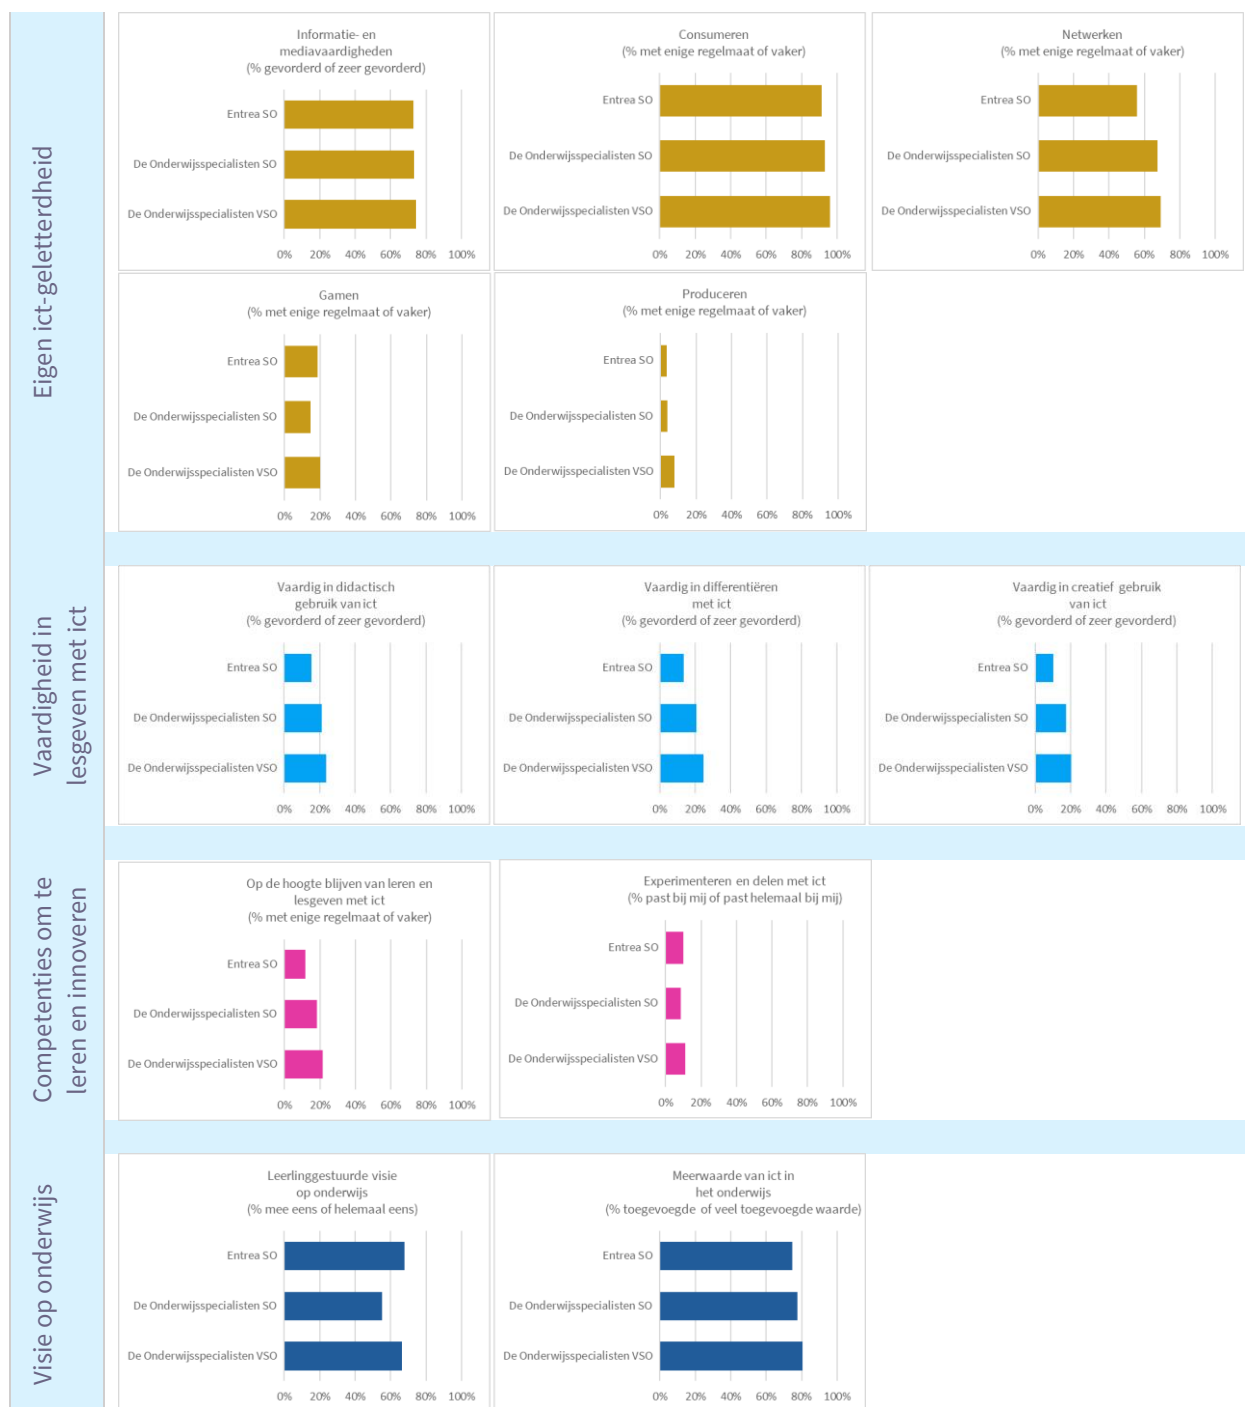 Eigen ict-geletterdheid
Informatie- en
mediavaardigheden
(% gevorderd of zeer gevorderd)
Entrea SO
De Onderwijsspecialisten SO
De Onderwijsspecialisten VSO
0% 20% 40% 60% 80% 100%
Consumeren
(% met enige regelmaat of vaker)
Entrea SO
De Onderwijsspecialisten SO
De Onderwijsspecialisten VSO
0% 20% 40% 60% 80% 100%
Netwerken
(% met enige regelmaat of vaker)
Entrea SO
De Onderwijsspecialisten SO
De Onderwijsspecialisten VSO
0% 20% 40% 60% 80% 100%
Gamen
(% met enige regelmaat of vaker)
Entrea SO
De Onderwijsspecialisten SO
De Onderwijsspecialisten VSO
0% 20% 40% 60% 80% 100%
Produceren
(% met enige regelmaat of vaker)
Entrea SO
De Onderwijsspecialisten SO
De Onderwijsspecialisten VSO
0% 20% 40% 60% 80% 100%
Vaardigheid in
lesgeven met ict
Vaardig in didactisch
gebruik van ict
(% gevorderd of zeer gevorderd)
Entrea SO
De Onderwijsspecialisten SO
De Onderwijsspecialisten VSO
0% 20% 40% 60% 80% 100%
Vaardig in differentiëren
met ict
(% gevorderd of zeer gevorderd)
Entrea SO
De Onderwijsspecialisten SO
De Onderwijsspecialisten VSO
0% 20% 40% 60% 80% 100%
Vaardig in creatief gebruik
van ict
(% gevorderd of zeer gevorderd)
Entrea SO
De Onderwijsspecialisten SO
De Onderwijsspecialisten VSO
0% 20% 40% 60% 80% 100%
Competenties om te
leren en innoveren
Op de hoogte blijven van leren en
lesgeven met ict
(% met enige regelmaat of vaker)
Entrea SO
De Onderwijsspecialisten SO
De Onderwijsspecialisten VSO
0% 20% 40% 60% 80% 100%
Experimenteren en delen met ict
(% past bij mij of past helemaal bij mij)
Entrea SO
De Onderwijsspecialisten SO
De Onderwijsspecialisten VSO
0% 20% 40% 60% 80% 100%
Visie op onderwijs
Leerlinggestuurde visie
op onderwijs
(% mee eens of helemaal eens)
Entrea SO
De Onderwijsspecialisten SO
De Onderwijsspecialisten VSO
0% 20% 40% 60% 80% 100%
Meerwaarde van ict in
het onderwijs
(% toegevoegde of veel toegevoegde waarde)
Entrea SO
De Onderwijsspecialisten SO
De Onderwijsspecialisten VSO
0% 20% 40% 60% 80% 100%